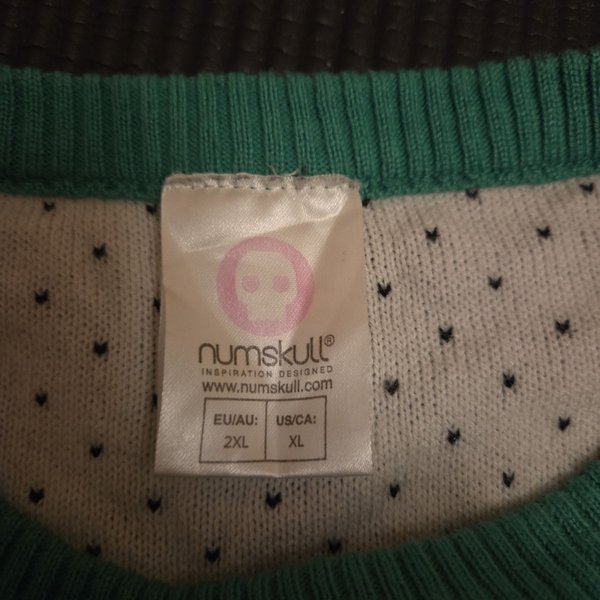 numskull®
INSPIRATION DESIGNED
www.numskull.com
EU/AU: US/CA:
2XL XL